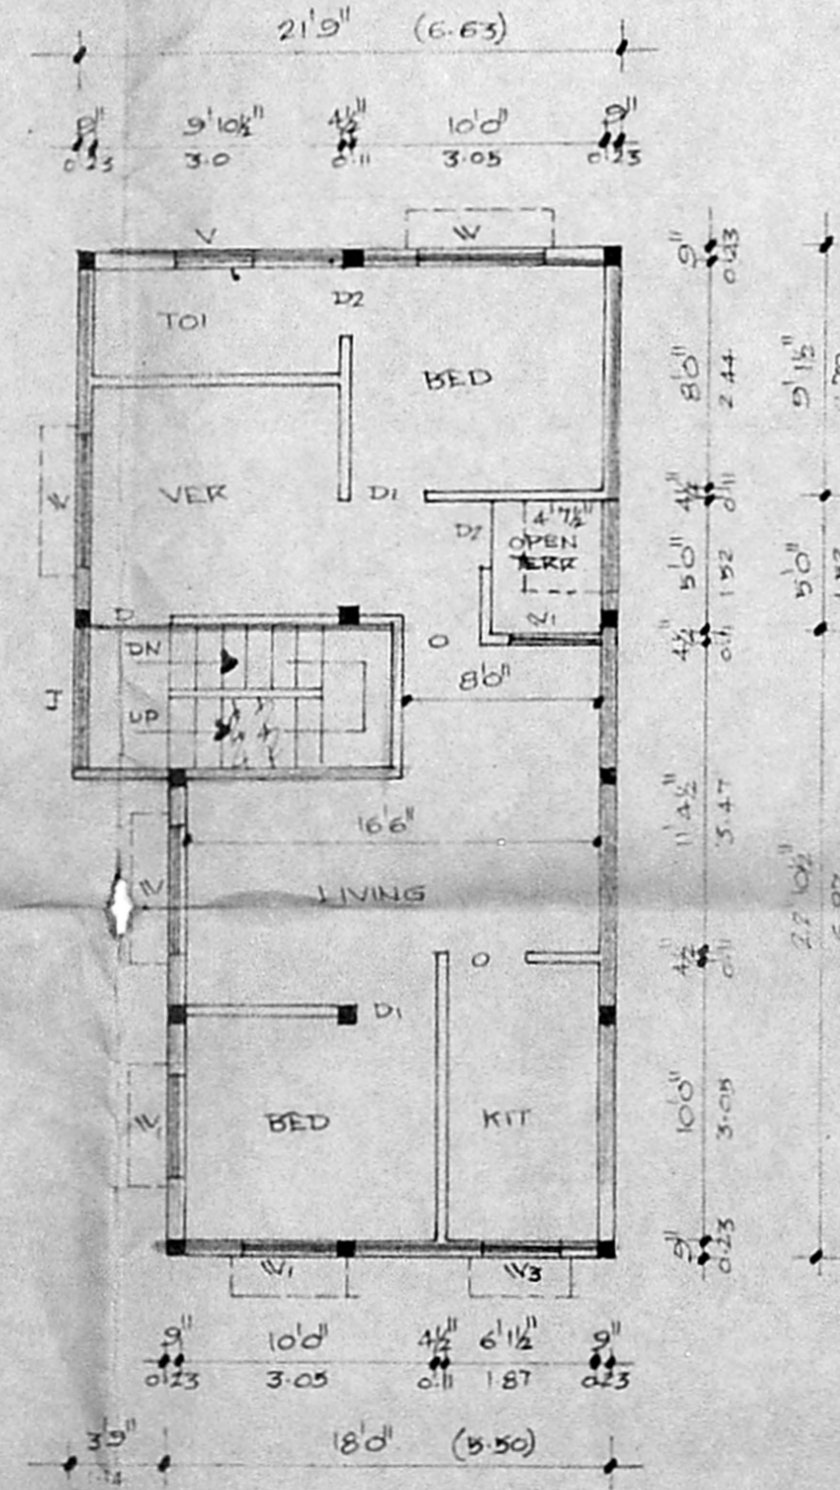 21'9" (6.63)
9" 9'10½" 4½" 10'0" 9"
0.23 3.0 0.11 3.05 0.23
V W
D2
TOI
BED
VER
D1
D2
4'7½"
OPEN
TERR
D
DN
O
8'0"
UP
16'6"
W
LIVING
O
D1
W
BED
KIT
W1 W3
9" 0.23
8'0" 2.44
4½" 0.11
5'0" 1.52
4½" 0.11
11'4½" 3.47
4½" 0.11
10'0" 3.05
9" 0.23
9'1½"
5'0"
22'10½"
9" 10'0" 4½" 6'1½" 9"
0.23 3.05 0.11 1.87 0.23
3'9" 18'0" (5.50)